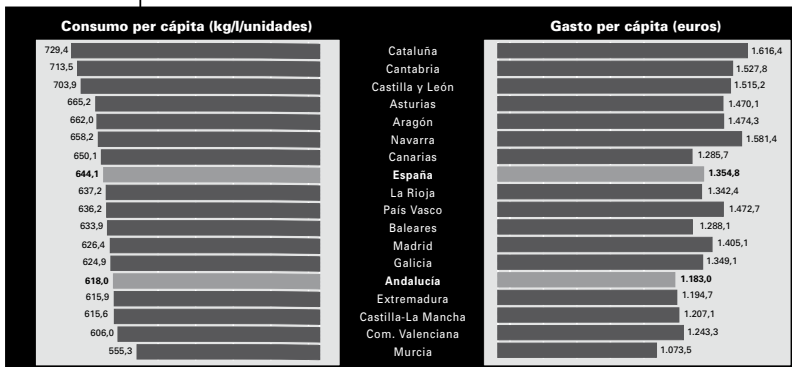 Consumo per cápita (kg/l/unidades) Gasto per cápita (euros)
729,4 Cataluña 1.616,4
713,5 Cantabria 1.527,8
703,9 Castilla y León 1.515,2
665,2 Asturias 1.470,1
662,0 Aragón 1.474,3
658,2 Navarra 1.581,4
650,1 Canarias 1.285,7
644,1 España 1.354,8
637,2 La Rioja 1.342,4
636,2 País Vasco 1.472,7
633,9 Baleares 1.288,1
626,4 Madrid 1.405,1
624,9 Galicia 1.349,1
618,0 Andalucía 1.183,0
615,9 Extremadura 1.194,7
615,6 Castilla-La Mancha 1.207,1
606,0 Com. Valenciana 1.243,3
555,3 Murcia 1.073,5